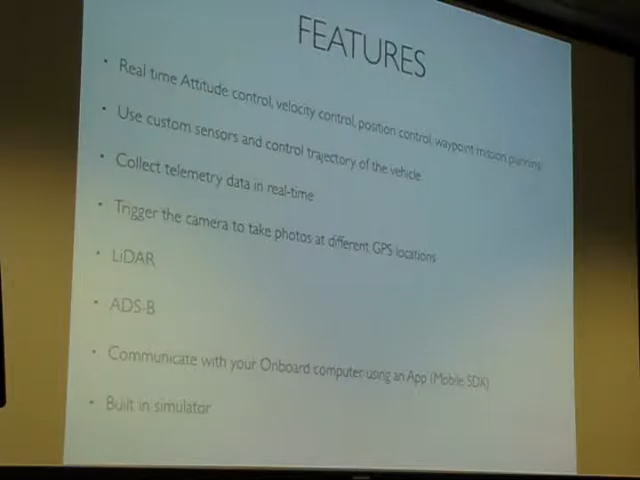 FEATURES
• Real time Attitude control, velocity control, position control, waypoint mission planning
• Use custom sensors and control trajectory of the vehicle
• Collect telemetry data in real-time
• Trigger the camera to take photos at different GPS locations
• LiDAR
• ADS-B
• Communicate with your Onboard computer using an App (Mobile SDK)
• Built in simulator